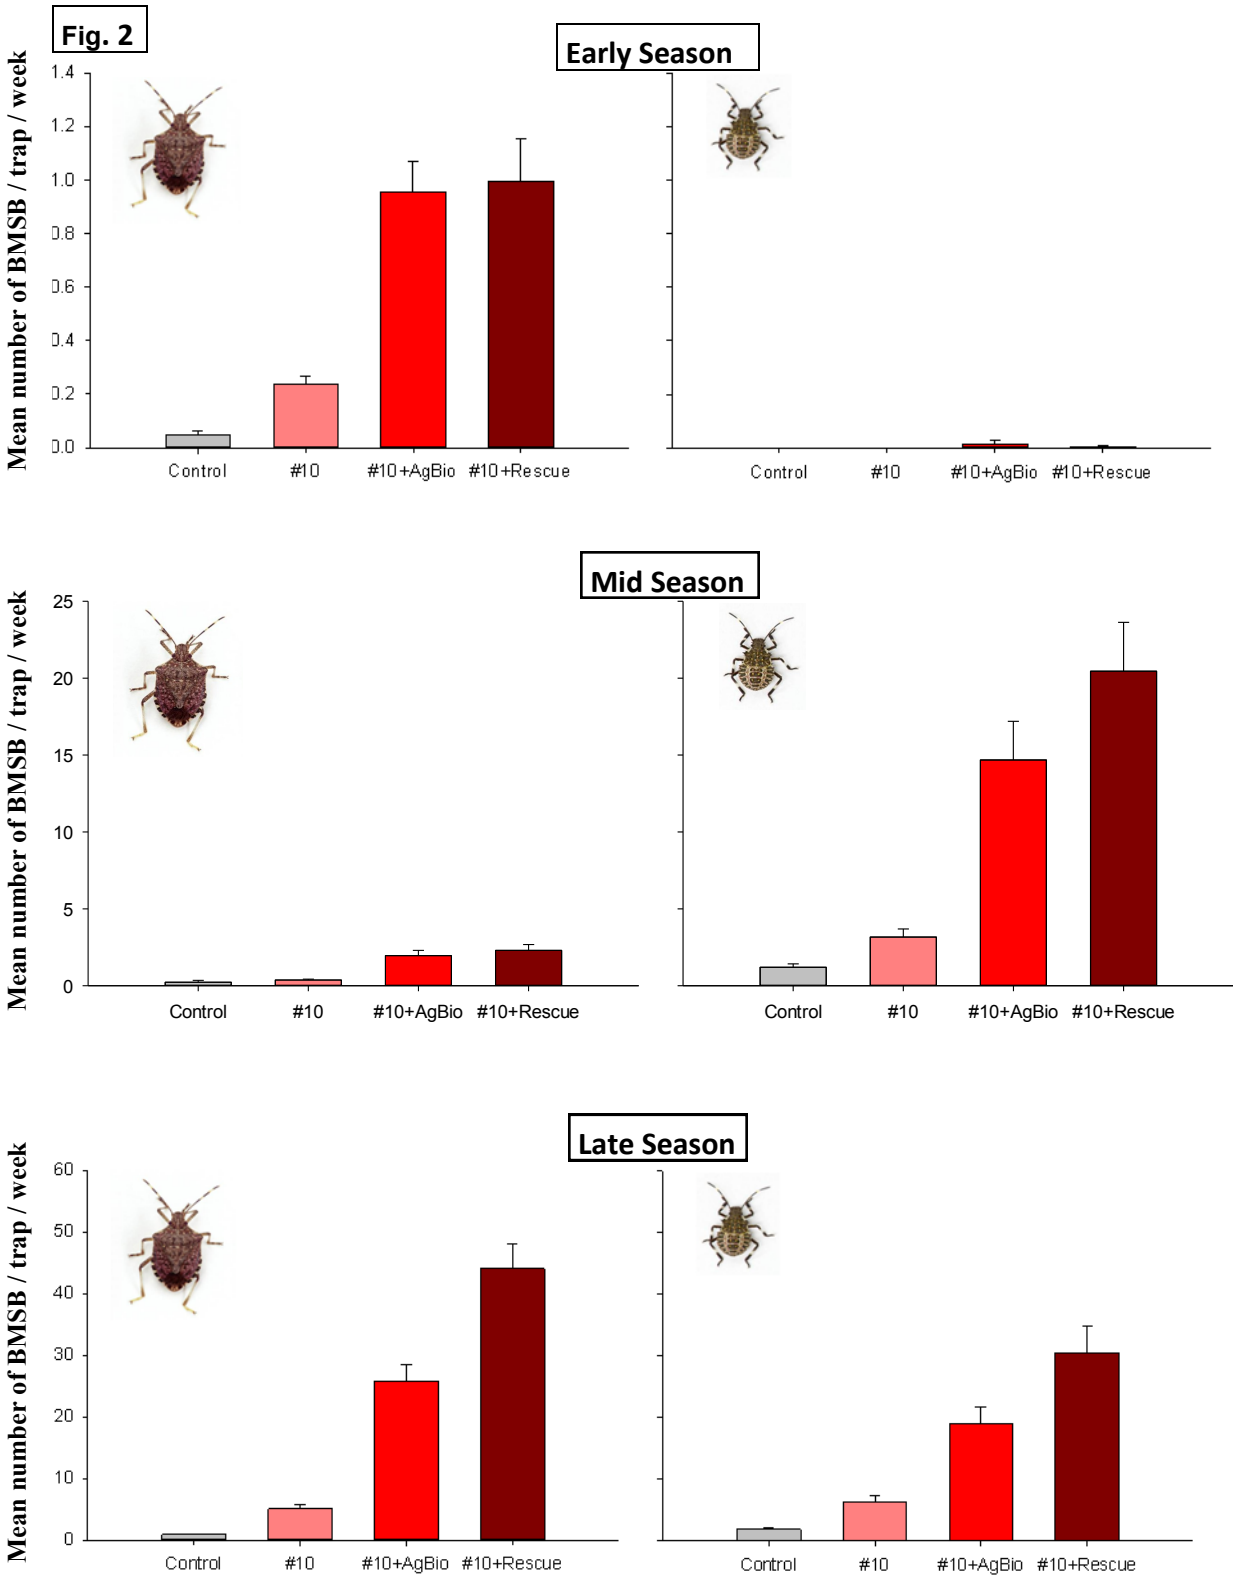 Fig. 2
Early Season
Mean number of BMSB / trap / week
1.4
1.2
1.0
0.8
0.6
0.4
0.2
0.0
Control #10 #10+AgBio #10+Rescue
Control #10 #10+AgBio #10+Rescue
Mid Season
Mean number of BMSB / trap / week
25
20
15
10
5
0
Control #10 #10+AgBio #10+Rescue
Control #10 #10+AgBio #10+Rescue
Late Season
Mean number of BMSB / trap / week
60
50
40
30
20
10
0
Control #10 #10+AgBio #10+Rescue
Control #10 #10+AgBio #10+Rescue